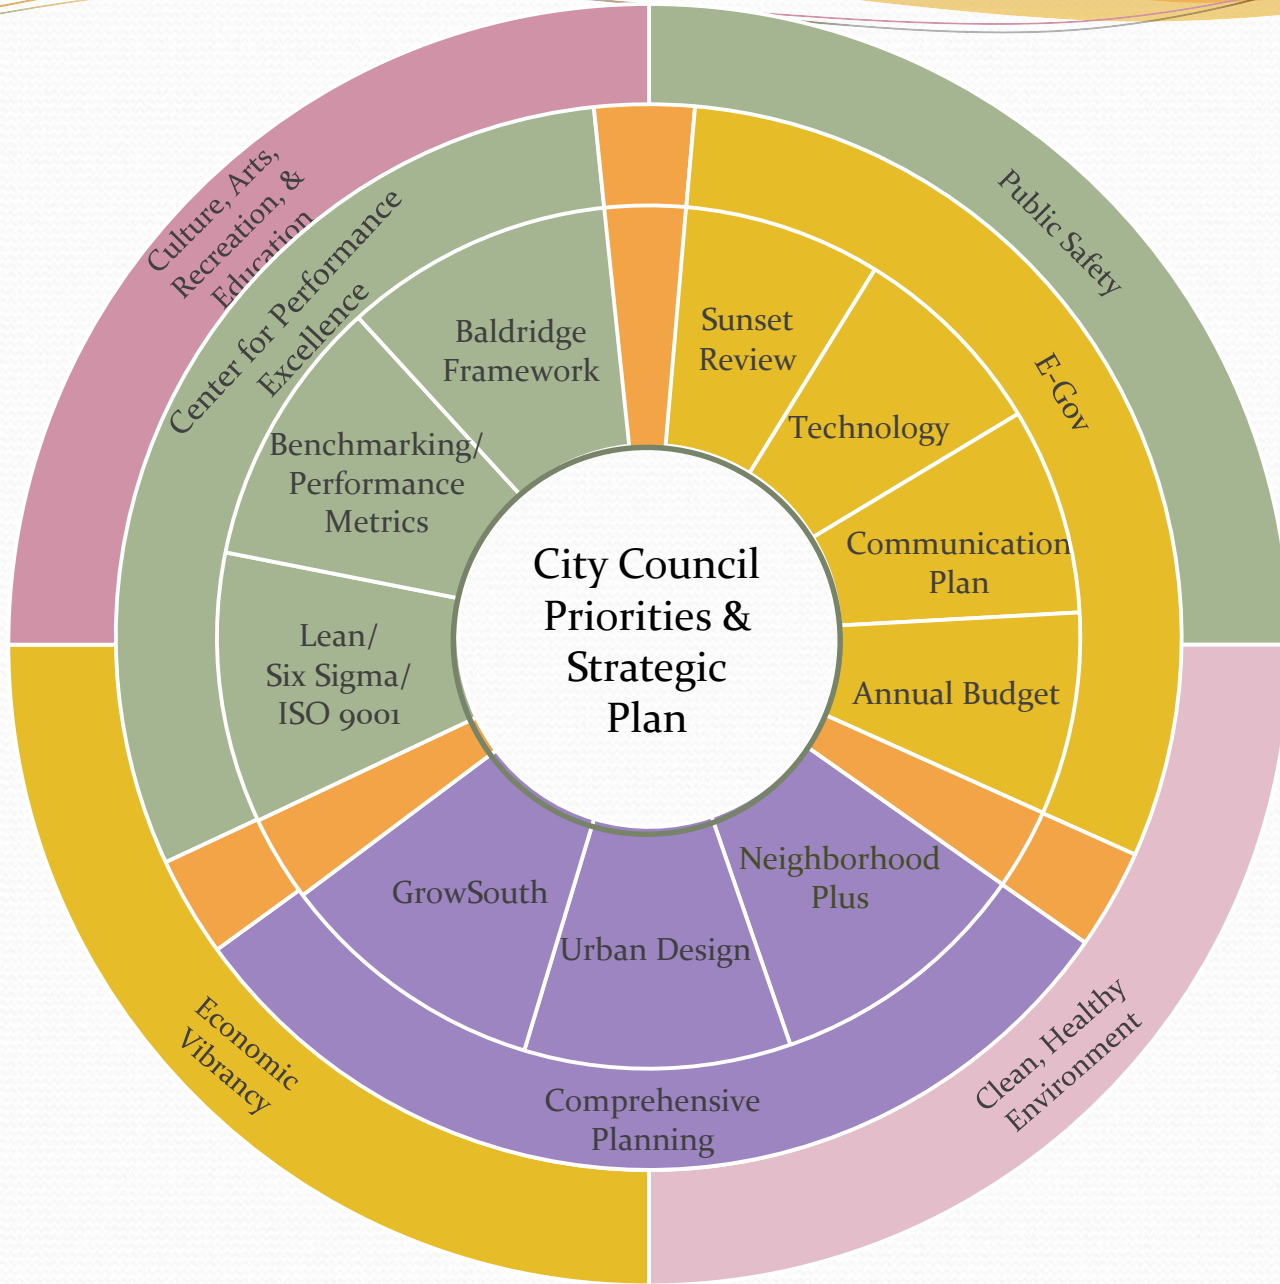 Culture, Arts,
Recreation, &
Education
Public Safety
Center for Performance
Excellence
E-Gov
Baldridge
Framework
Sunset
Review
Technology
Benchmarking/
Performance
Metrics
Communication
Plan
City Council
Priorities &
Strategic
Plan
Lean/
Six Sigma/
ISO 9001
Annual Budget
Neighborhood
Plus
GrowSouth
Urban Design
Economic
Vibrancy
Clean, Healthy
Environment
Comprehensive
Planning